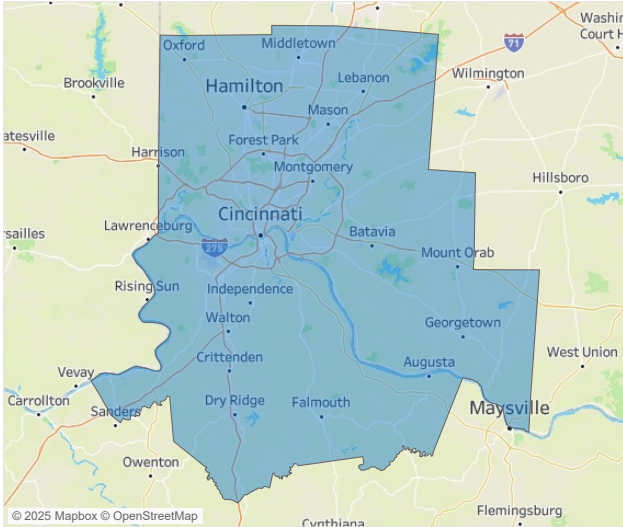 Washin
Court H
Oxford
Middletown
71
Brookville
Hamilton
Lebanon
Wilmington
Mason
atesville
Harrison
Forest Park
Montgomery
Hillsboro
Lawrenceburg
Cincinnati
rsailles
275
Batavia
Mount Orab
Rising Sun
Independence
Walton
Georgetown
West Union
Crittenden
Augusta
Vevay
Carrollton
Sanders
Dry Ridge
Falmouth
Maysville
Owenton
Flemingsburg
Cynthiana
© 2025 Mapbox © OpenStreetMap